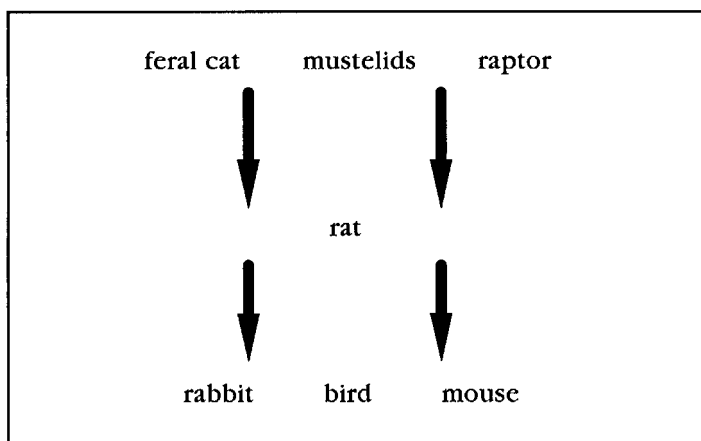 feral cat mustelids raptor
rat
rabbit bird mouse